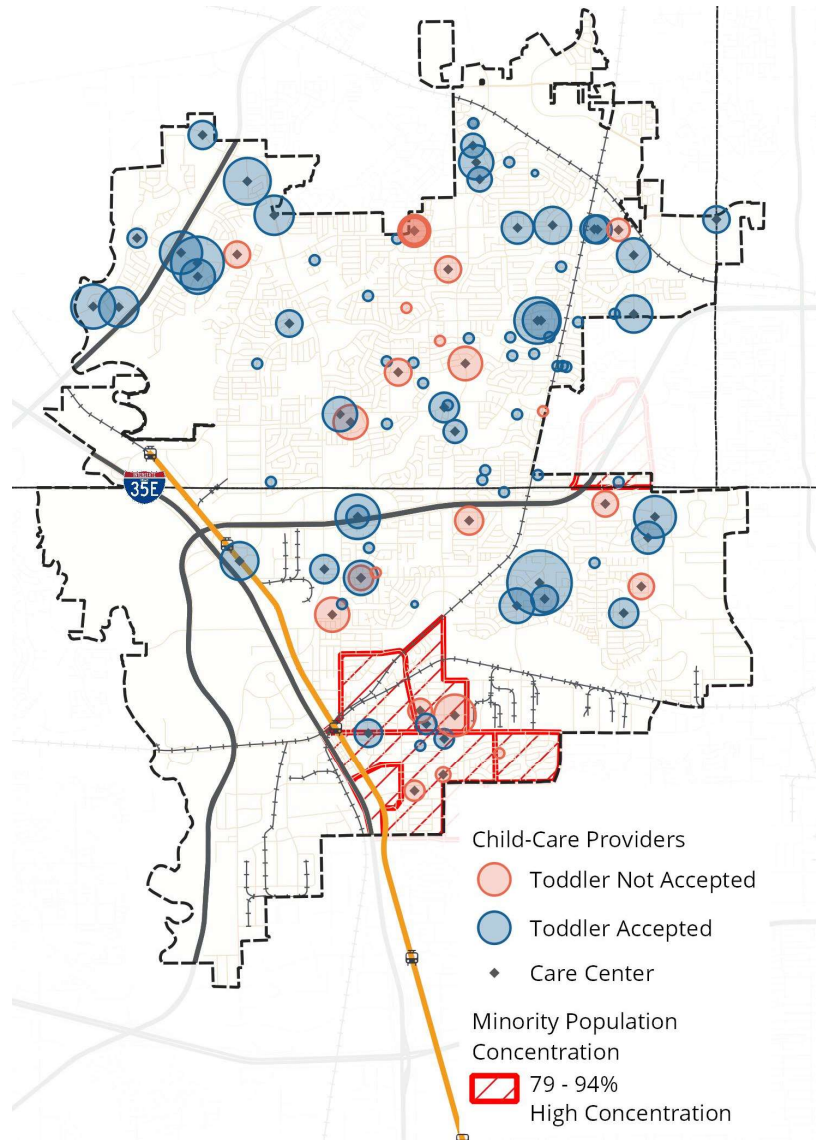 35E
Child-Care Providers
Toddler Not Accepted
Toddler Accepted
Care Center
Minority Population
Concentration
79 - 94%
High Concentration